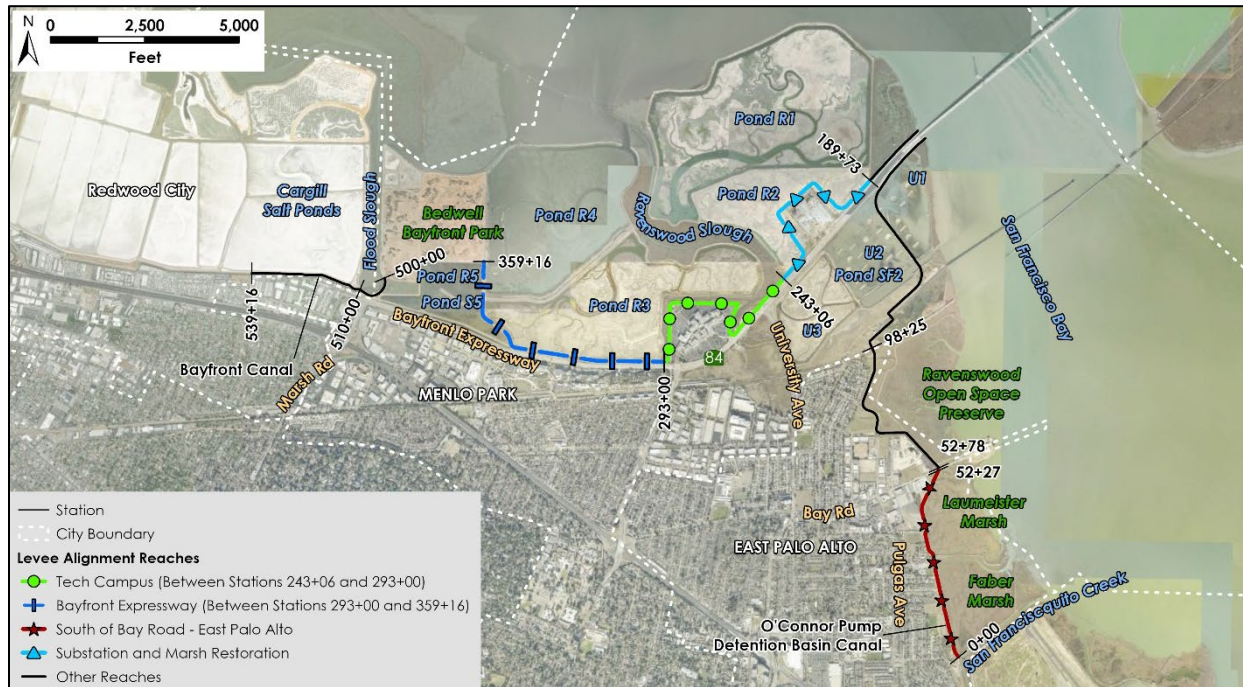 N
0 2,500 5,000
Feet
Pond R1
189+73
U1
Redwood City
Cargill
Salt Ponds
Flood Slough
Bedwell
Bayfront Park
Pond R4
Ravenswood Slough
Pond R2
San Francisco Bay
U2
Pond SF2
500+00
359+16
Pond R5
Pond S5
Pond R3
243+06
539+16
510+00
Bayfront Expressway
University Ave
U3
98+25
84
Bayfront Canal
Marsh Rd
MENLO PARK
293+00
Ravenswood
Open Space
Preserve
52+78
52+27
Laumeister
Marsh
Bay Rd
EAST PALO ALTO
Pulgas Ave
Faber
Marsh
O'Connor Pump
Detention Basin Canal
0+00
San Franciscquito Creek
Station
City Boundary
Levee Alignment Reaches
Tech Campus (Between Stations 243+06 and 293+00)
Bayfront Expressway (Between Stations 293+00 and 359+16)
South of Bay Road - East Palo Alto
Substation and Marsh Restoration
Other Reaches